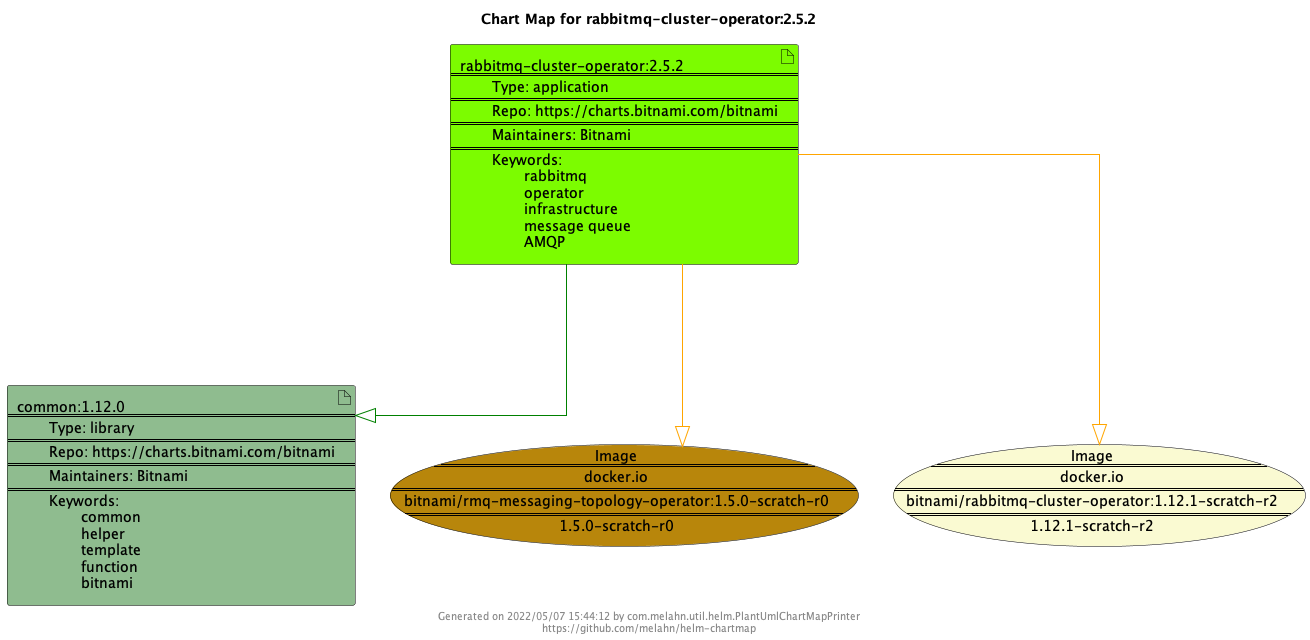 Chart Map for rabbitmq-cluster-operator:2.5.2
rabbitmq-cluster-operator:2.5.2
Type: application
Repo: https://charts.bitnami.com/bitnami
Maintainers: Bitnami
Keywords:
rabbitmq
operator
infrastructure
message queue
AMQP
common:1.12.0
Type: library
Repo: https://charts.bitnami.com/bitnami
Maintainers: Bitnami
Keywords:
common
helper
template
function
bitnami
Image
docker.io
bitnami/rmq-messaging-topology-operator:1.5.0-scratch-r0
1.5.0-scratch-r0
Image
docker.io
bitnami/rabbitmq-cluster-operator:1.12.1-scratch-r2
1.12.1-scratch-r2
Generated on 2022/05/07 15:44:12 by com.melahn.util.helm.PlantUmlChartMapPrinter
https://github.com/melahn/helm-chartmap